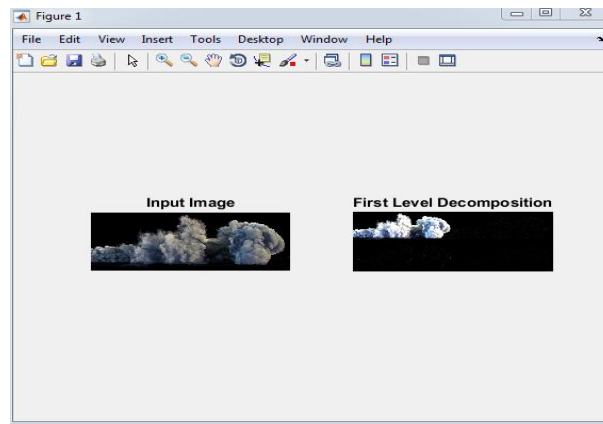 Figure 1
File Edit View Insert Tools Desktop Window Help
Input Image
First Level Decomposition